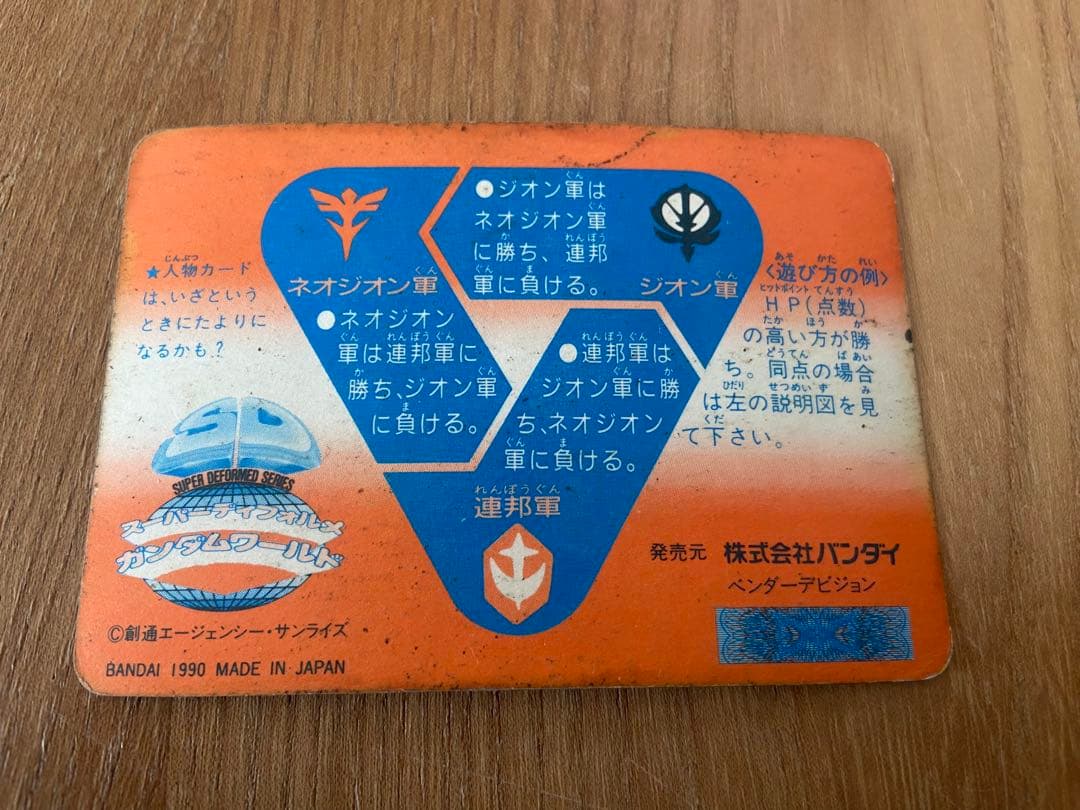 ●ジオン軍は
ネオジオン軍
に勝ち、連邦
軍に負ける。
ネオジオン軍
ジオン軍
●ネオジオン
軍は連邦軍に
勝ち、ジオン軍
に負ける。
●連邦軍は
ジオン軍に勝
ち、ネオジオン
軍に負ける。
連邦軍
★人物カード
は、いざという
ときにたよりに
なるかも?
〈遊び方の例〉
HP(点数)
の高い方が勝
ち。同点の場合
は左の説明図を見
て下さい。
SD
SUPER DEFORMED SERIES
スーパーディフォルメ
ガンダムワールド
©創通エージェンシー・サンライズ
BANDAI 1990 MADE IN JAPAN
発売元 株式会社バンダイ
ベンダーデビジョン